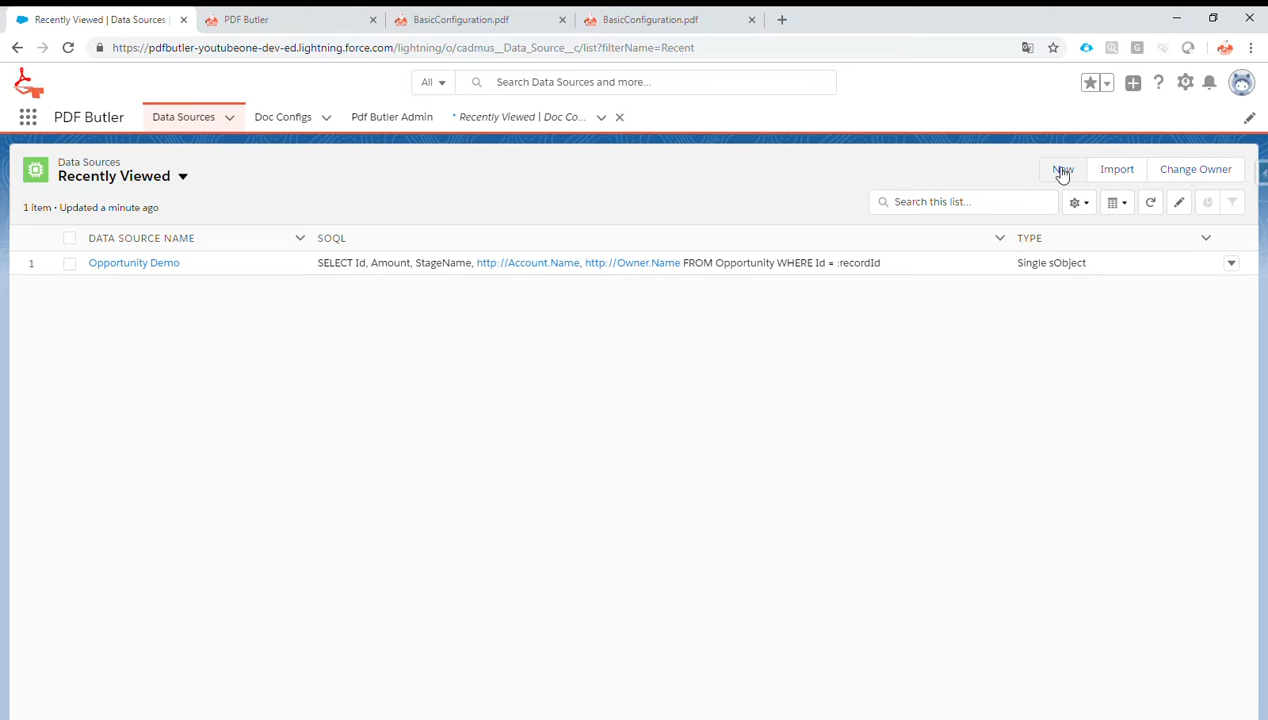 Recently Viewed | Data Sources
PDF Butler
BasicConfiguration.pdf
BasicConfiguration.pdf
https://pdfbutler-youtubeone-dev-ed.lightning.force.com/lightning/o/cadmus__Data_Source__c/list?filterName=Recent
All
Search Data Sources and more...
PDF Butler
Data Sources
Doc Configs
Pdf Butler Admin
* Recently Viewed | Doc Co...
Data Sources
Recently Viewed
New
Import
Change Owner
1 item • Updated a minute ago
Search this list...
DATA SOURCE NAME
SOQL
TYPE
1
Opportunity Demo
SELECT Id, Amount, StageName, http://Account.Name, http://Owner.Name FROM Opportunity WHERE Id = :recordId
Single sObject